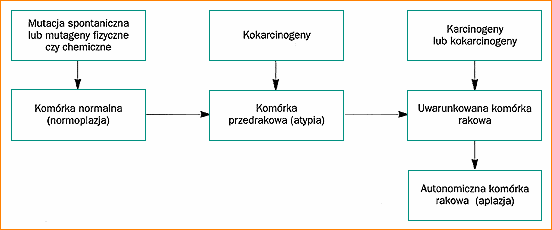 Mutacja spontaniczna
lub mutageny fizyczne
czy chemiczne
Kokarcinogeny
Karcinogeny
lub kokarcinogeny
Komórka normalna
(normoplazja)
Komórka
przedrakowa (atypia)
Uwarunkowana komórka
rakowa
Autonomiczna komórka
rakowa (aplazja)